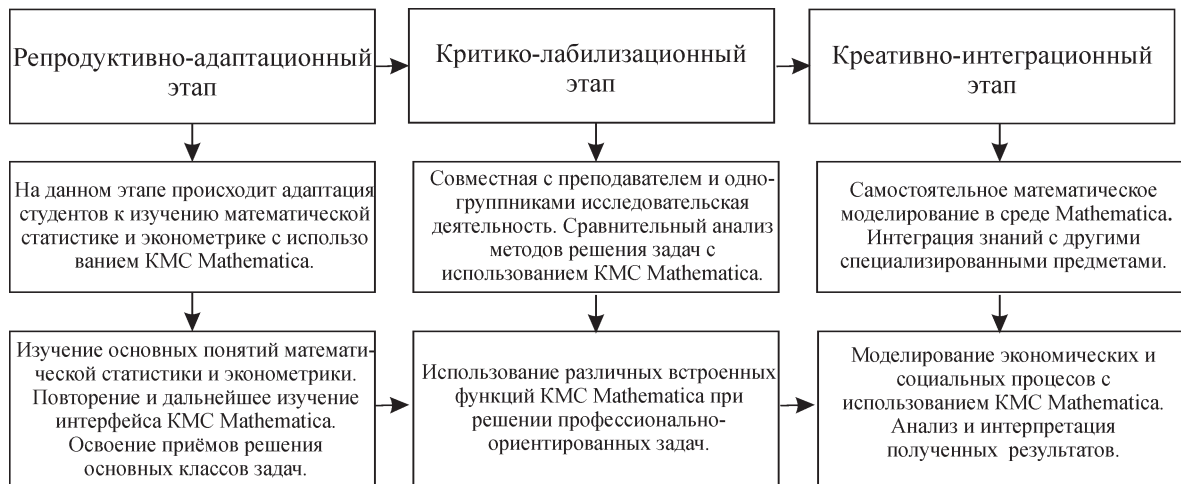 Репродуктивно-адаптационный
этап
Критико-лабилизационный
этап
Креативно-интеграционный
этап
На данном этапе происходит адаптация
студентов к изучению математической
статистике и эконометрике с использо
ванием КМС Mathematica.
Совместная с преподавателем и одно-
группниками исследовательская
деятельность. Сравнительный анализ
методов решения задач с
использованием КМС Mathematica.
Самостоятельное математическое
моделирование в среде Mathematica.
Интеграция знаний с другими
специализированными предметами.
Изучение основных понятий математи-
ческой статистики и эконометрики.
Повторение и дальнейшее изучение
интерфейса КМС Mathematica.
Освоение приёмов решения
основных классов задач.
Использование различных встроенных
функций КМС Mathematica при
решении профессионально-
ориентированных задач.
Моделирование экономических и
социальных процесов с
использованием КМС Mathematica.
Анализ и интерпретация
полученных результатов.